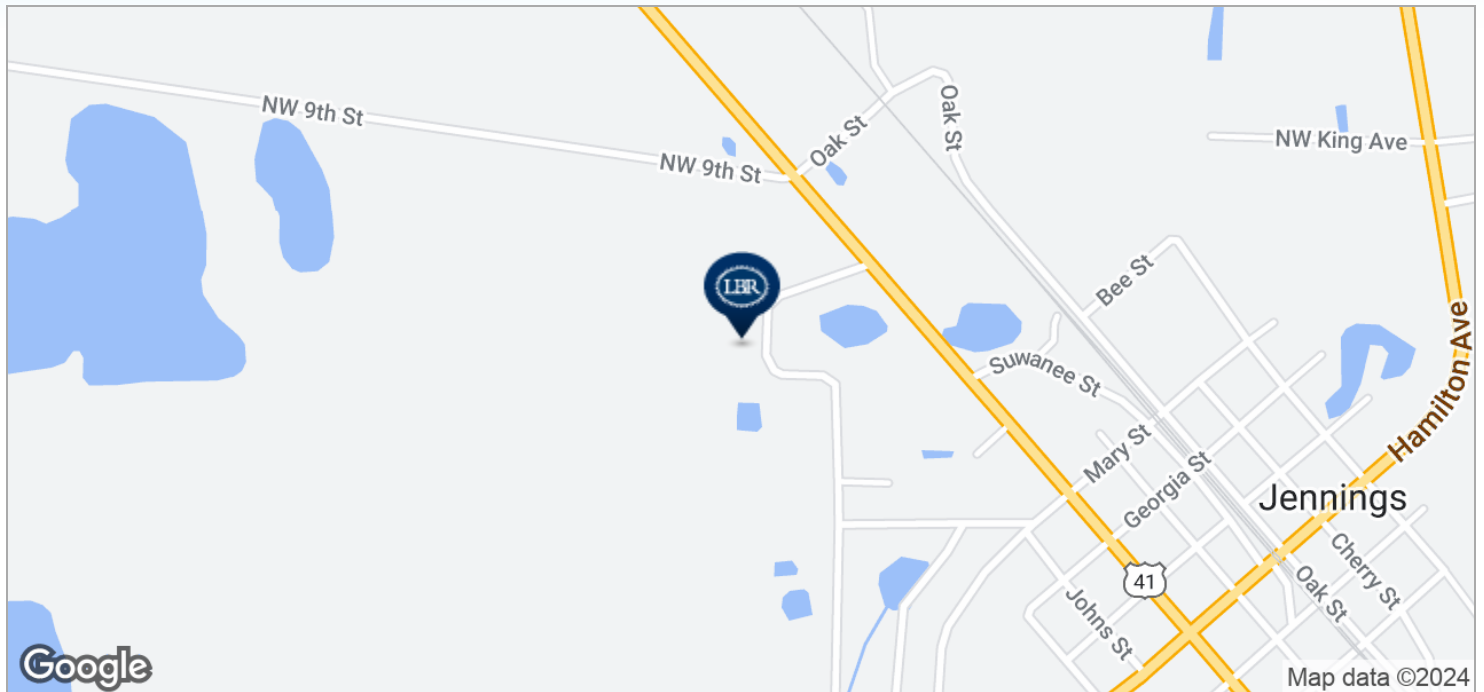 NW 9th St
NW 9th St
Oak St
Oak St
NW King Ave
Bee St
LBR
Suwanee St
Hamilton Ave
Mary St
Georgia St
Jennings
Cherry St
41
Oak St
Johns St
Google
Map data ©2024